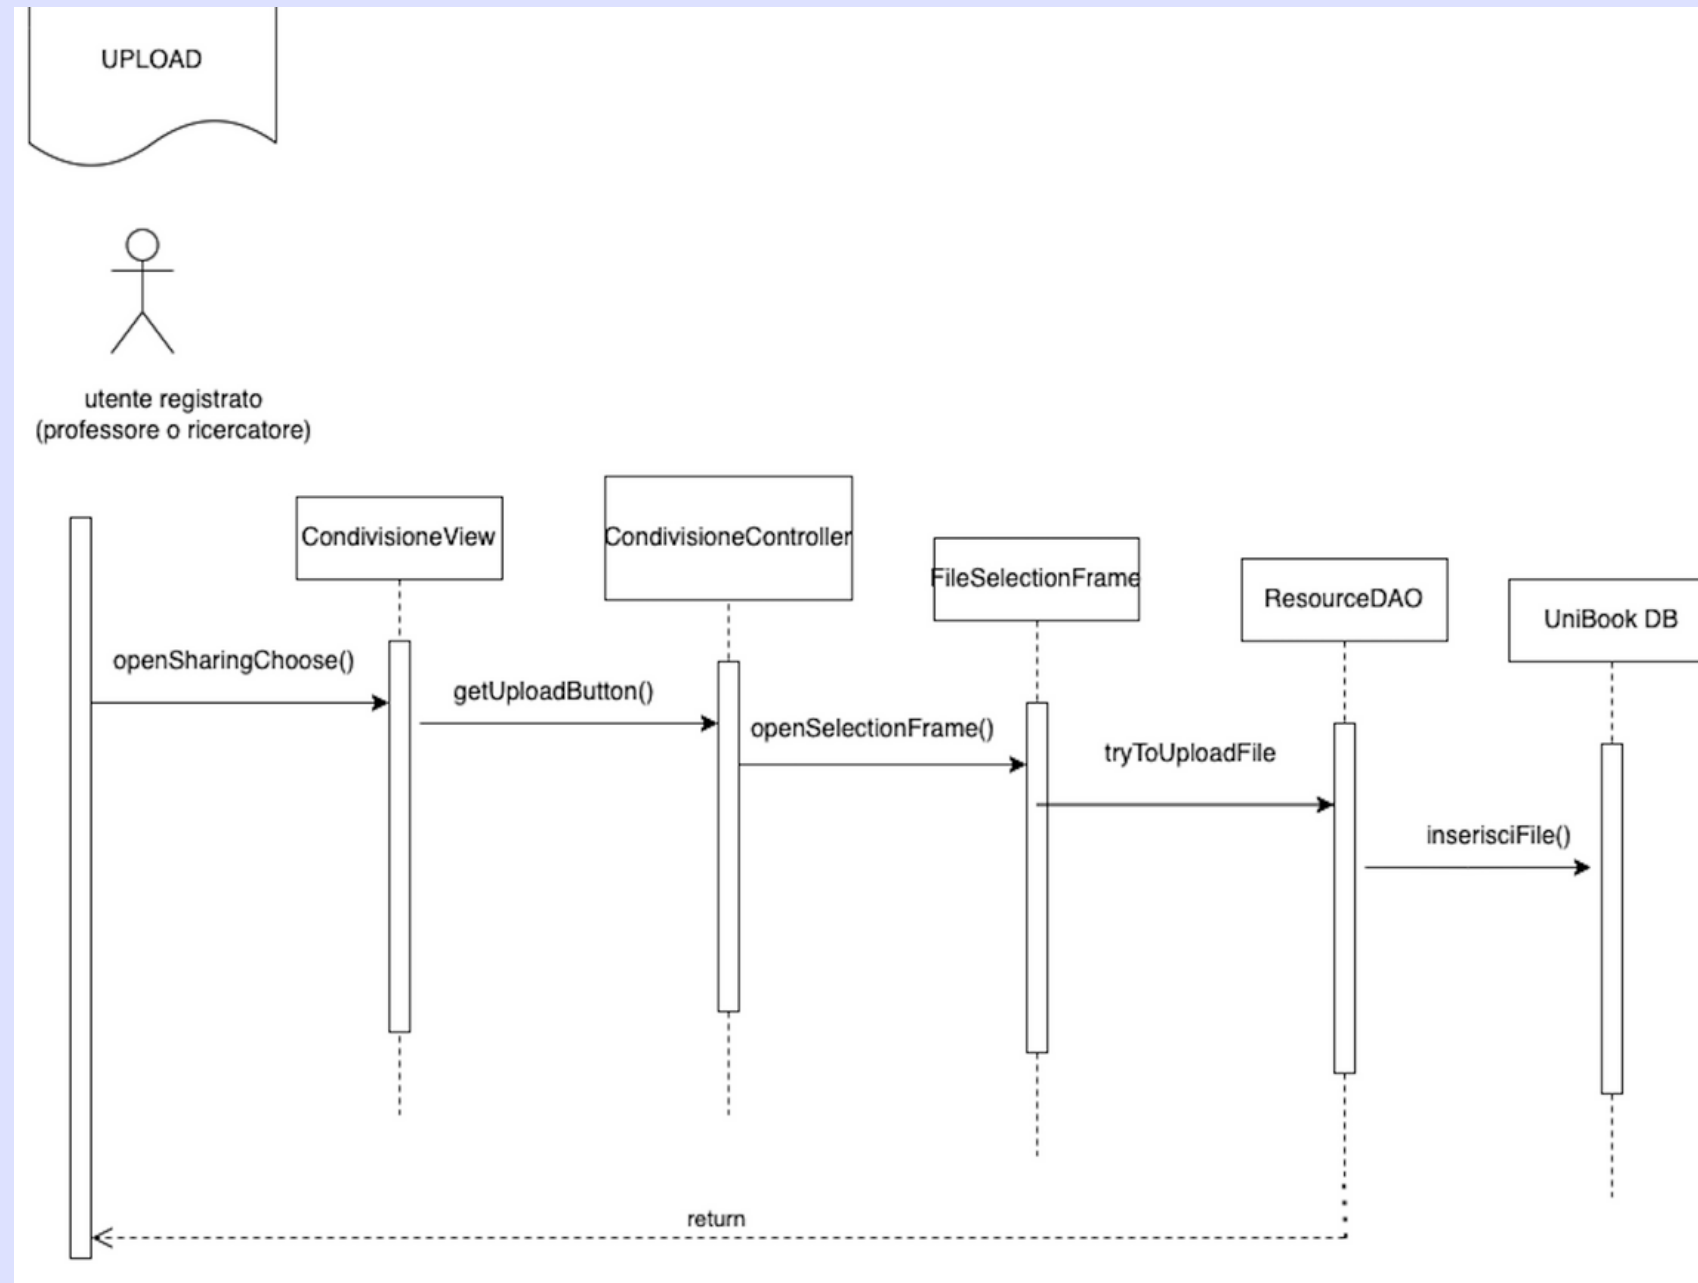 UPLOAD
utente registrato
(professore o ricercatore)
CondivisioneView
CondivisioneController
FileSelectionFrame
ResourceDAO
UniBook DB
openSharingChoose()
getUploadButton()
openSelectionFrame()
tryToUploadFile
inserisciFile()
return